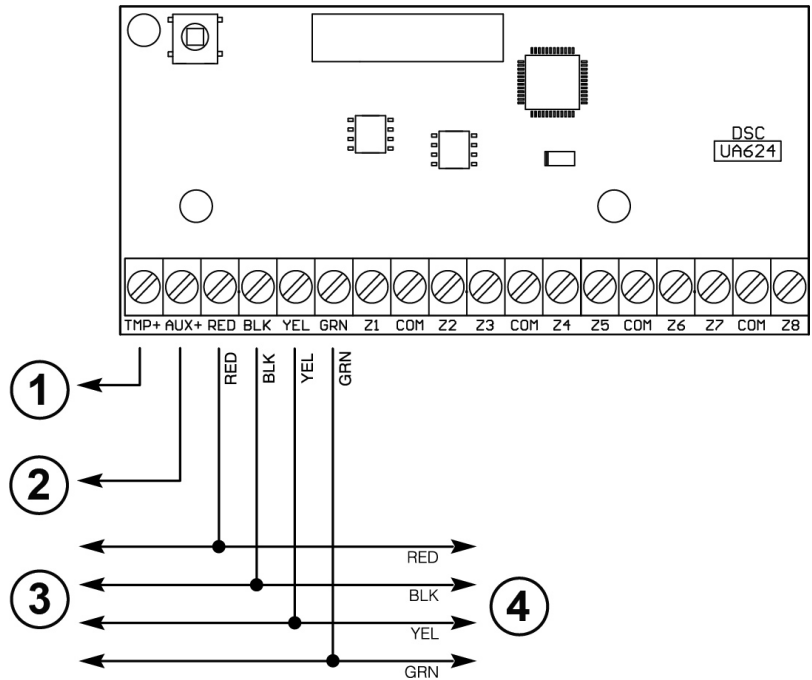 DSC
UA624
TMP+ AUX+ RED BLK YEL GRN Z1 COM Z2 Z3 COM Z4 Z5 COM Z6 Z7 COM Z8
RED BLK YEL GRN
1
2
RED
3
BLK
4
YEL
GRN